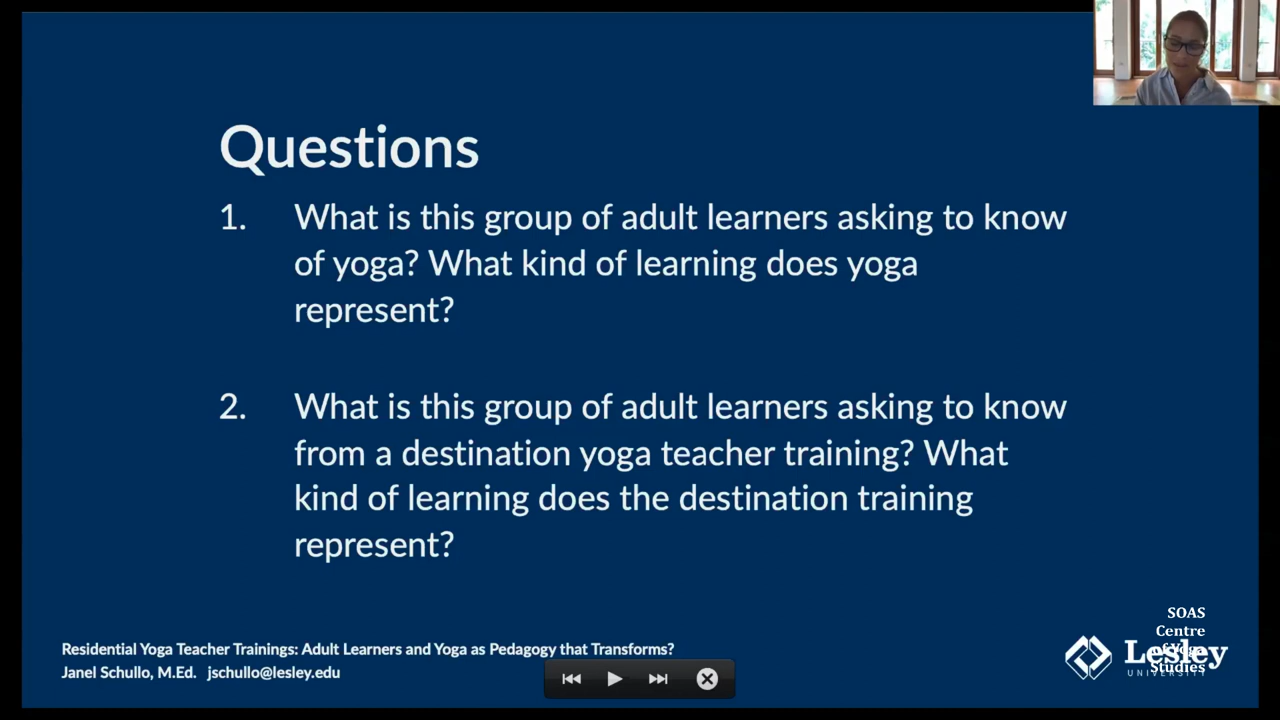 Questions
1. What is this group of adult learners asking to know
of yoga? What kind of learning does yoga
represent?
2. What is this group of adult learners asking to know
from a destination yoga teacher training? What
kind of learning does the destination training
represent?
Residential Yoga Teacher Trainings: Adult Learners and Yoga as Pedagogy that Transforms?
Janel Schullo, M.Ed. jschullo@lesley.edu
SOAS
Centre
of Yoga
Studies
Lesley
UNIVERSITY